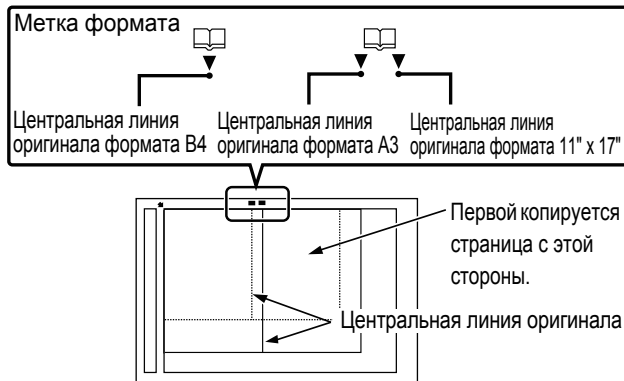 Метка формата
Центральная линия
оригинала формата B4
Центральная линия
оригинала формата A3
Центральная линия
оригинала формата 11" x 17"
Первой копируется
страница с этой
стороны.
Центральная линия оригинала